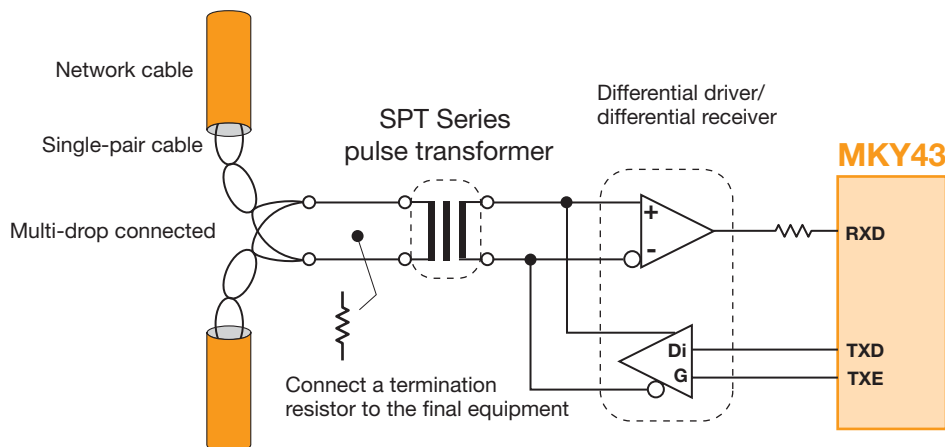 Network cable
Single-pair cable
Multi-drop connected
SPT Series
pulse transformer
Differential driver/
differential receiver
MKY43
+
-
RXD
Di
G
TXD
TXE
Connect a termination
resistor to the final equipment